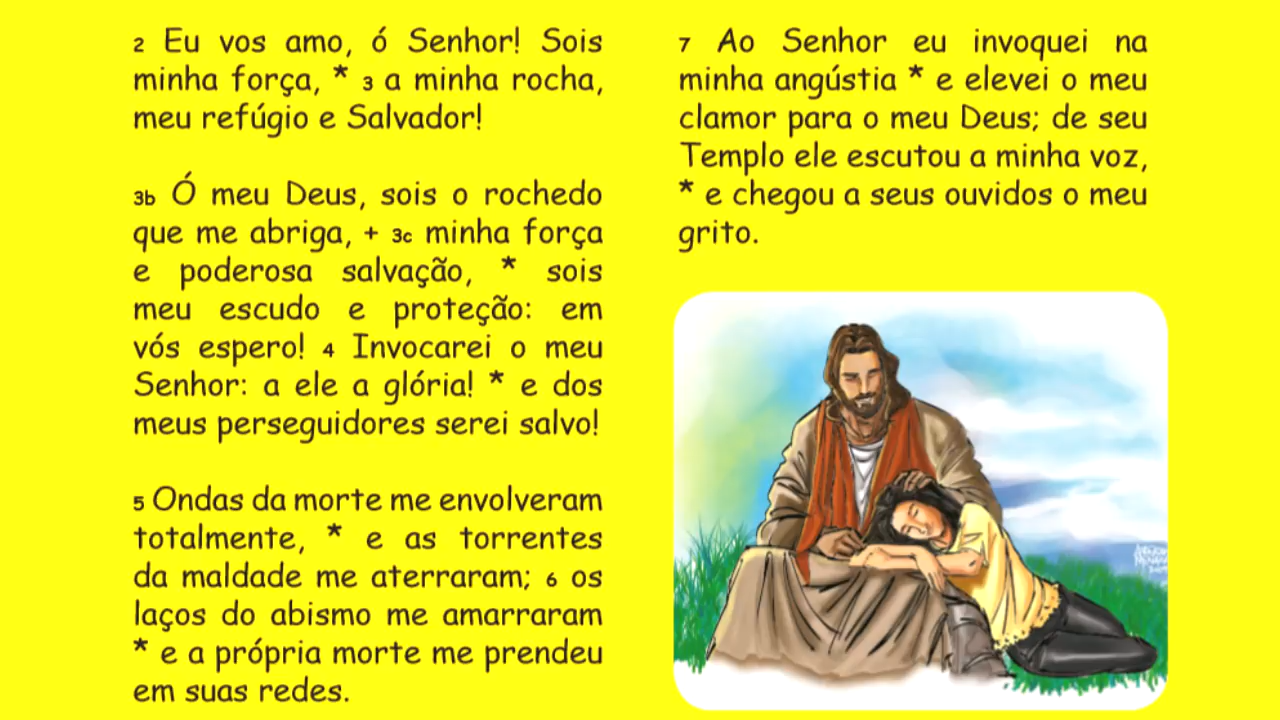 2 Eu vos amo, ó Senhor! Sois
minha força, * 3 a minha rocha,
meu refúgio e Salvador!
3b Ó meu Deus, sois o rochedo
que me abriga, + 3c minha força
e poderosa salvação, * sois
meu escudo e proteção: em
vós espero! 4 Invocarei o meu
Senhor: a ele a glória! * e dos
meus perseguidores serei salvo!
5 Ondas da morte me envolveram
totalmente, * e as torrentes
da maldade me aterraram; 6 os
laços do abismo me amarraram
* e a própria morte me prendeu
em suas redes.
7 Ao Senhor eu invoquei na
minha angústia * e elevei o meu
clamor para o meu Deus; de seu
Templo ele escutou a minha voz,
* e chegou a seus ouvidos o meu
grito.